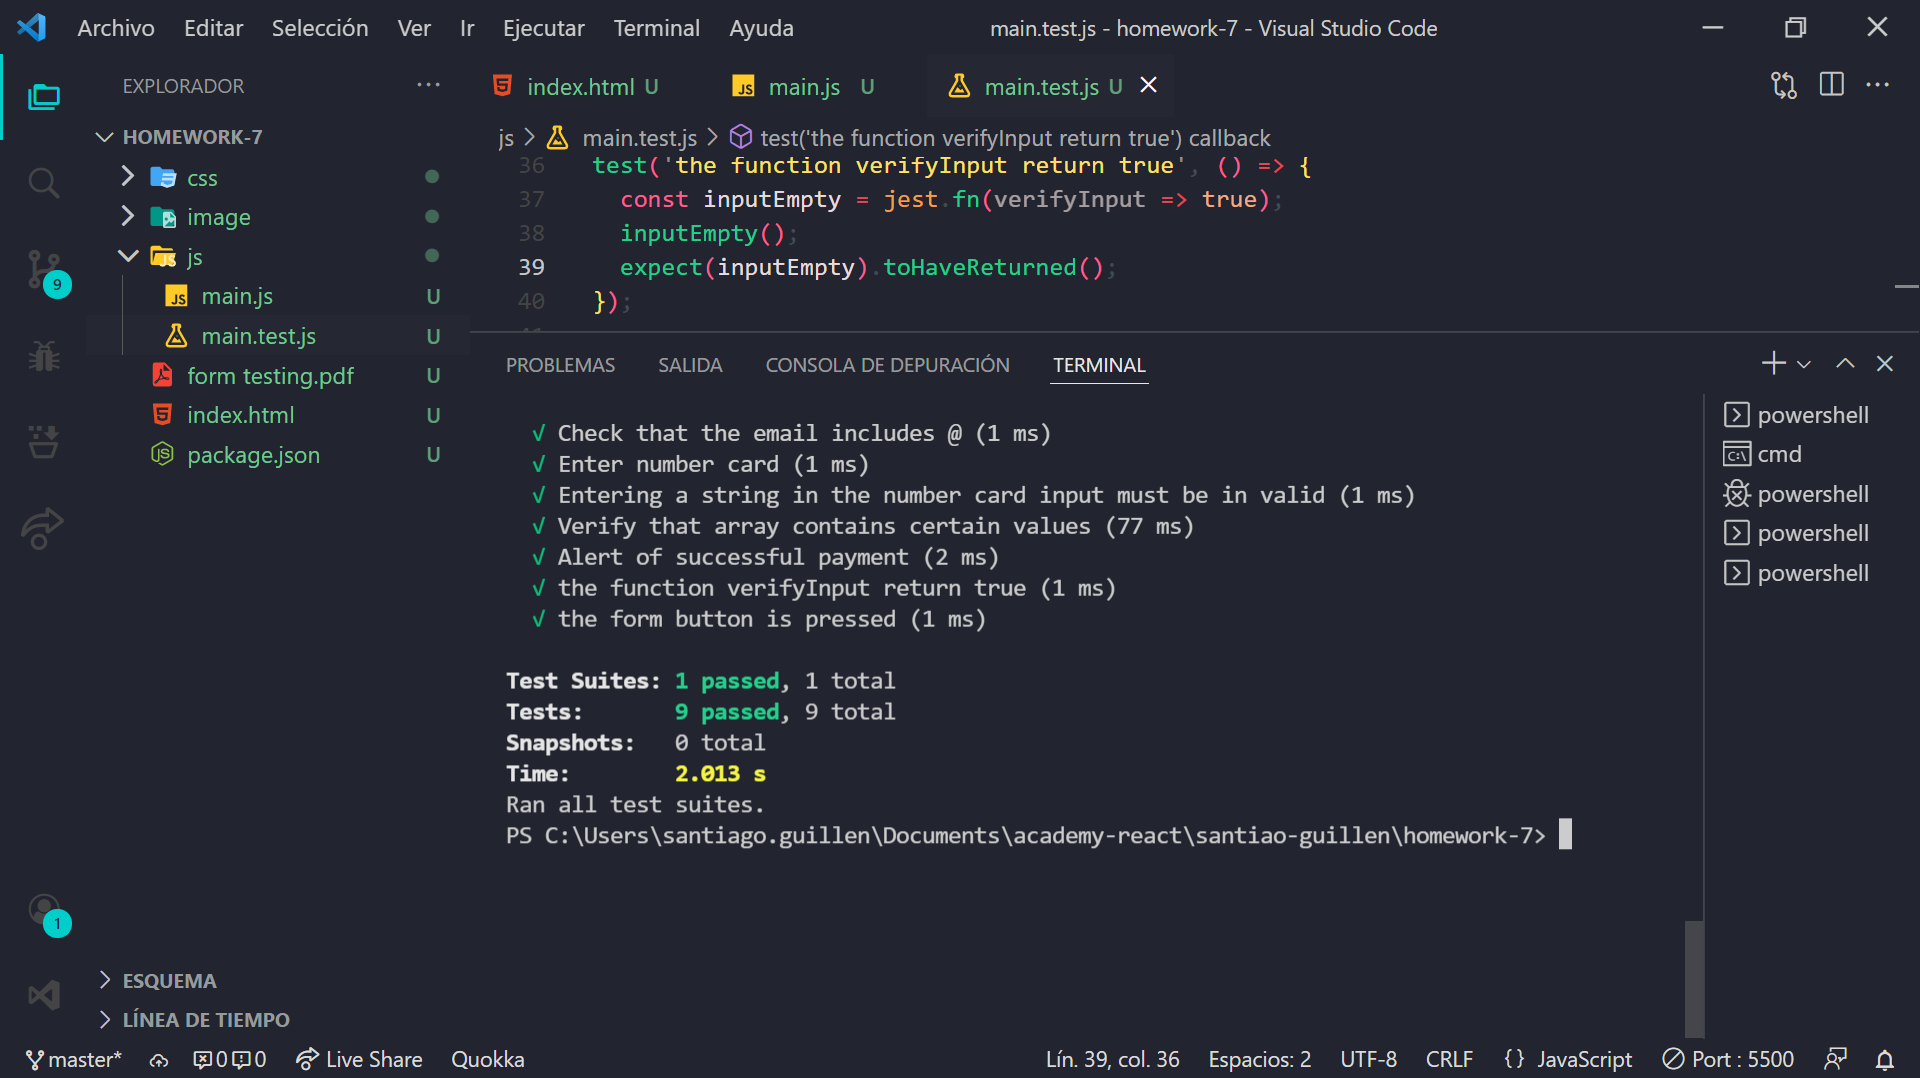 Archivo Editar Selección Ver Ir Ejecutar Terminal Ayuda main.test.js - homework-7 - Visual Studio Code
EXPLORADOR ···
HOMEWORK-7
css
image
js
JS main.js U
main.test.js U
form testing.pdf U
index.html U
package.json U
ESQUEMA
LÍNEA DE TIEMPO
9
1
index.html U JS main.js U main.test.js U
js > main.test.js > test('the function verifyInput return true') callback
36 test('the function verifyInput return true', () => {
37 const inputEmpty = jest.fn(verifyInput => true);
38 inputEmpty();
39 expect(inputEmpty).toHaveReturned();
40 });
PROBLEMAS SALIDA CONSOLA DE DEPURACIÓN TERMINAL
√ Check that the email includes @ (1 ms)
√ Enter number card (1 ms)
√ Entering a string in the number card input must be in valid (1 ms)
√ Verify that array contains certain values (77 ms)
√ Alert of successful payment (2 ms)
√ the function verifyInput return true (1 ms)
√ the form button is pressed (1 ms)
Test Suites: 1 passed, 1 total
Tests: 9 passed, 9 total
Snapshots: 0 total
Time: 2.013 s
Ran all test suites.
PS C:\Users\santiago.guillen\Documents\academy-react\santiao-guillen\homework-7>
powershell
cmd
powershell
powershell
powershell
master* 0 0 Live Share Quokka Lín. 39, col. 36 Espacios: 2 UTF-8 CRLF {} JavaScript Port : 5500